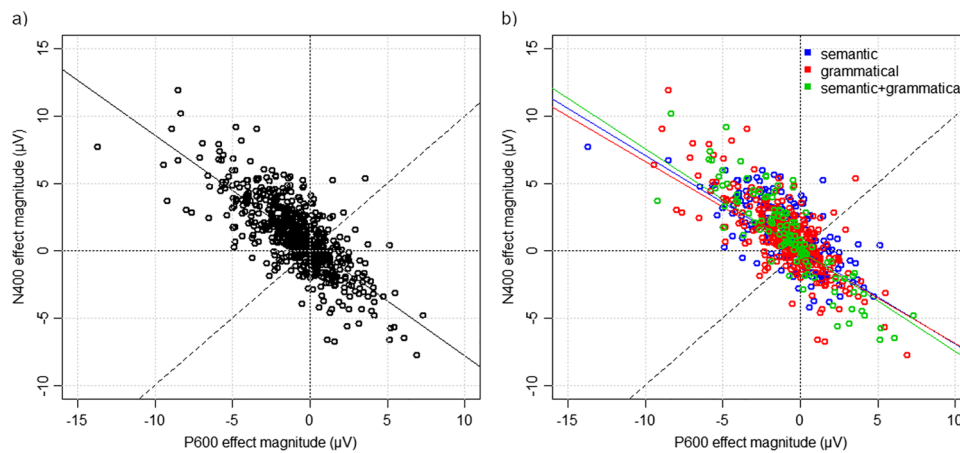 a)
15
10
5
0
-5
-10
N400 effect magnitude (µV)
-15 -10 -5 0 5 10
P600 effect magnitude (µV)
b)
semantic
grammatical
semantic+grammatical
15
10
5
0
-5
-10
N400 effect magnitude (µV)
-15 -10 -5 0 5 10
P600 effect magnitude (µV)